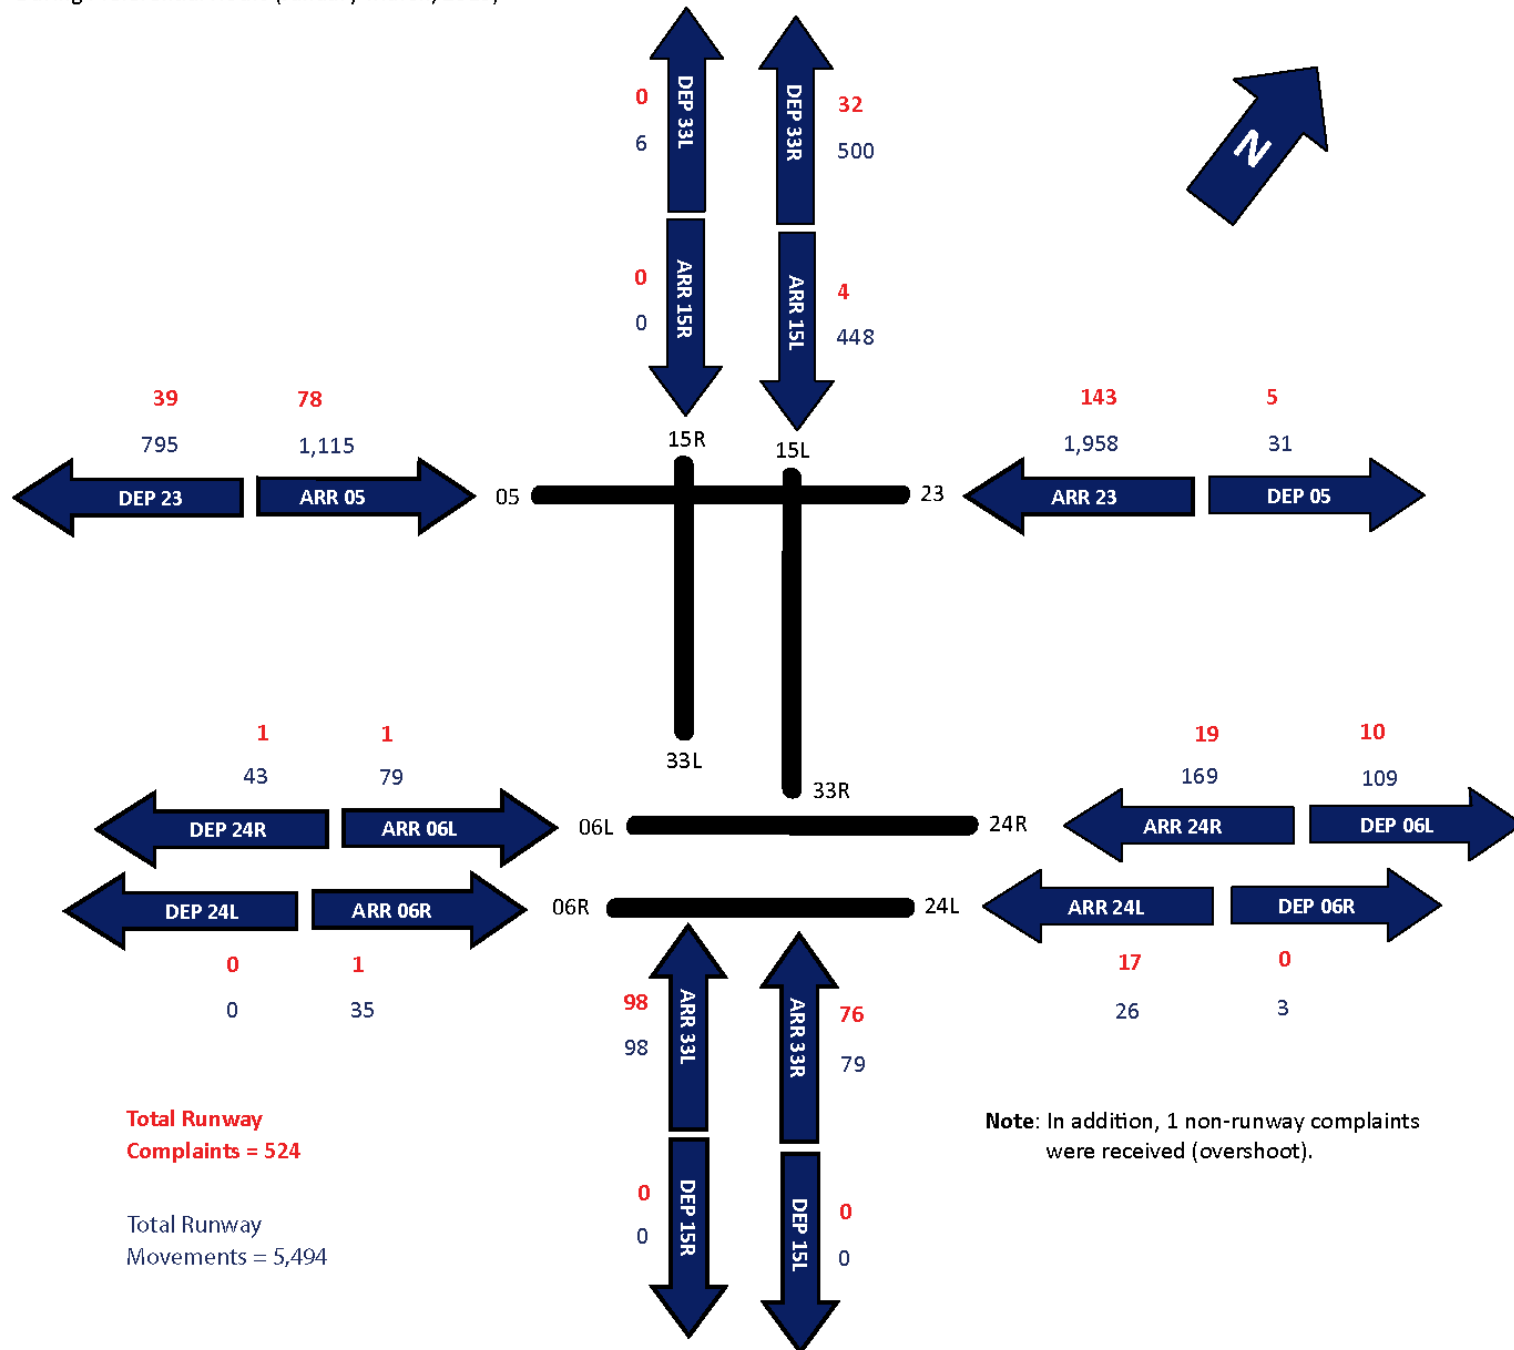 DEP 33L
DEP 33R
0
6
32
500
N
ARR 15R
ARR 15L
0
0
4
448
39
78
795
1,115
15R
15L
143
5
1,958
31
DEP 23
ARR 05
05
23
ARR 23
DEP 05
1
1
43
79
33L
33R
19
10
169
109
DEP 24R
ARR 06L
06L
24R
ARR 24R
DEP 06L
DEP 24L
ARR 06R
06R
24L
ARR 24L
DEP 06R
0
1
0
35
17
0
26
3
98
98
ARR 33L
ARR 33R
76
79
Total Runway
Complaints = 524
Note: In addition, 1 non-runway complaints
were received (overshoot).
0
0
DEP 15R
DEP 15L
0
0
Total Runway
Movements = 5,494